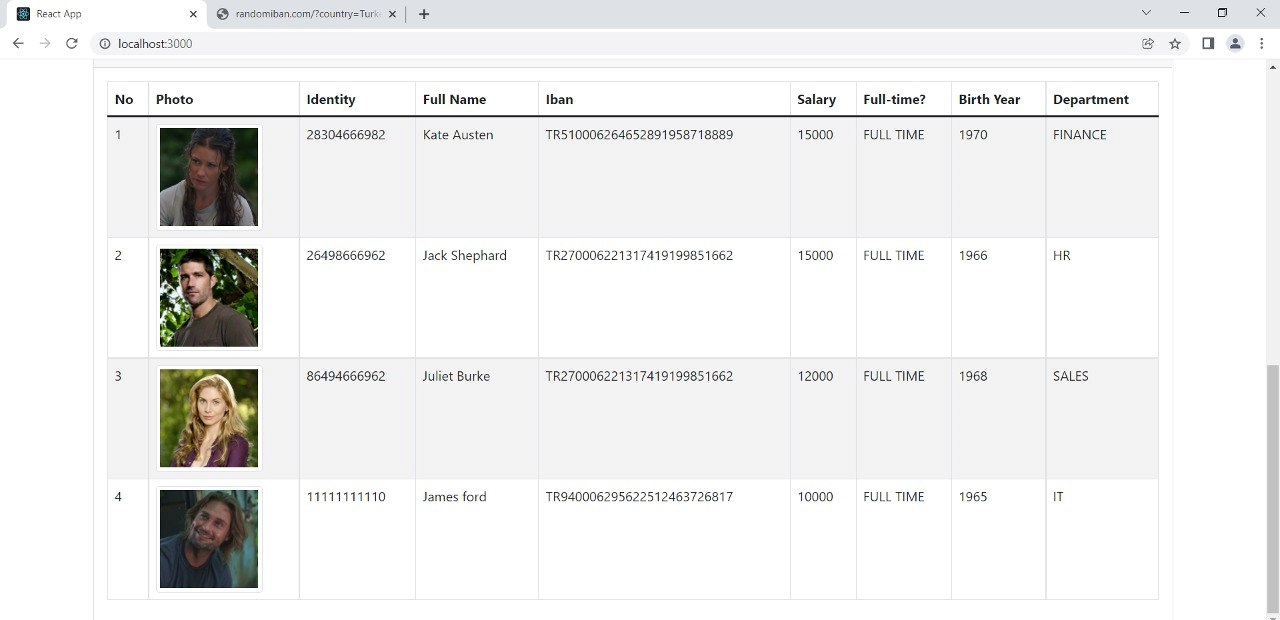 React App
randomiban.com/?country=Turke
localhost:3000
No Photo Identity Full Name Iban Salary Full-time? Birth Year Department
1 28304666982 Kate Austen TR510006264652891958718889 15000 FULL TIME 1970 FINANCE
2 26498666962 Jack Shephard TR270006221317419199851662 15000 FULL TIME 1966 HR
3 86494666962 Juliet Burke TR270006221317419199851662 12000 FULL TIME 1968 SALES
4 11111111110 James ford TR940006295622512463726817 10000 FULL TIME 1965 IT